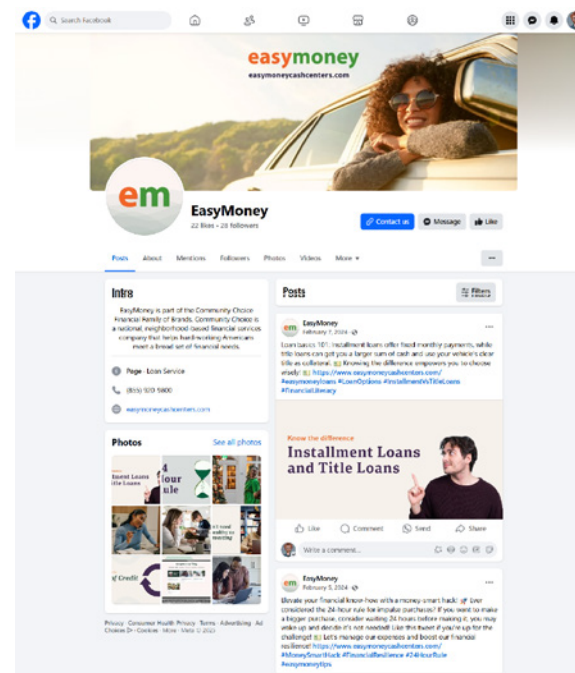 Search Facebook
easymoney
easymoneycashcenters.com
em
EasyMoney
22 likes • 28 followers
Contact us
Message
Like
Posts
About
Mentions
Followers
Photos
Videos
More
Intro
EasyMoney is part of the Community Choice
Financial Family of Brands. Community Choice is
a national, neighborhood-based financial services
company that helps hard-working Americans
meet a broad set of financial needs.
Page · Loan Service
(855) 920-9800
easymoneycashcenters.com
Photos
See all photos
24
Hour
Rule
of Credit
Privacy · Consumer Health Privacy · Terms · Advertising · Ad
Choices · Cookies · More · Meta © 2025
Posts
Filters
em
EasyMoney
February 7, 2024
Loan basics 101: Installment loans offer fixed monthly payments, while
title loans can get you a larger sum of cash and use your vehicle's clear
title as collateral. Knowing the difference empowers you to choose
wisely! https://www.easymoneycashcenters.com/
#easymoneyloans #LoanOptions #InstallmentVsTitleLoans
#FinancialLiteracy
Know the difference
Installment Loans
and Title Loans
Like
Comment
Send
Share
Write a comment...
em
EasyMoney
February 5, 2024
Elevate your financial know-how with a money-smart hack! Ever
considered the 24-hour rule for impulse purchases? If you want to make
a bigger purchase, consider waiting 24 hours before making it; you may
wake up and decide it's not needed! Like this tweet if you're up for the
challenge! Let's manage our expenses and boost our financial
resilience! https://www.easymoneycashcenters.com/
#MoneySmartHack #FinancialResilience #24HourRule
#easymoneytips